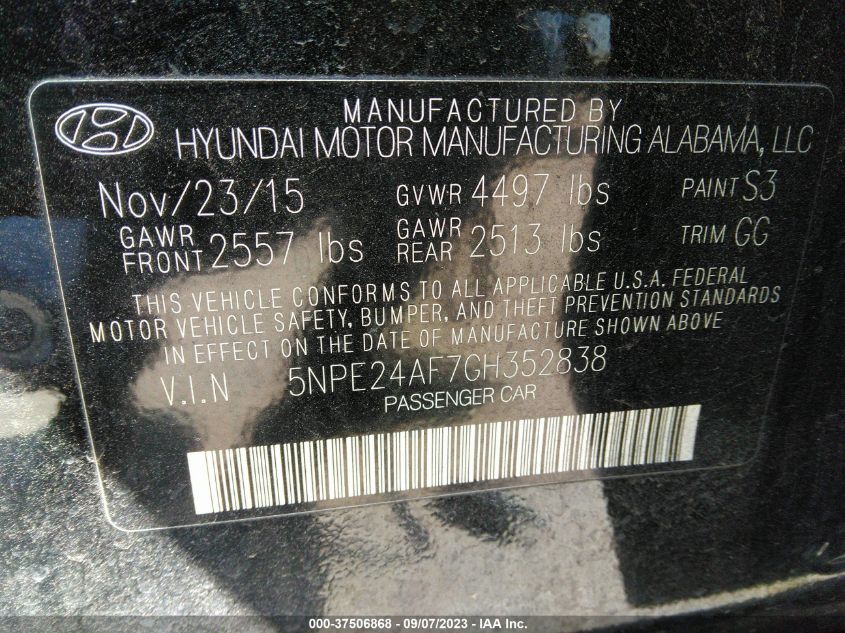 MANUFACTURED BY
HYUNDAI MOTOR MANUFACTURING ALABAMA, LLC
Nov/23/15 GVWR 4497 lbs PAINT S3
GAWR FRONT 2557 lbs GAWR REAR 2513 lbs TRIM GG
THIS VEHICLE CONFORMS TO ALL APPLICABLE U.S.A. FEDERAL
MOTOR VEHICLE SAFETY, BUMPER, AND THEFT PREVENTION STANDARDS
IN EFFECT ON THE DATE OF MANUFACTURE SHOWN ABOVE
V.I.N 5NPE24AF7GH352838
PASSENGER CAR
000-37506868 - 09/07/2023 - IAA Inc.